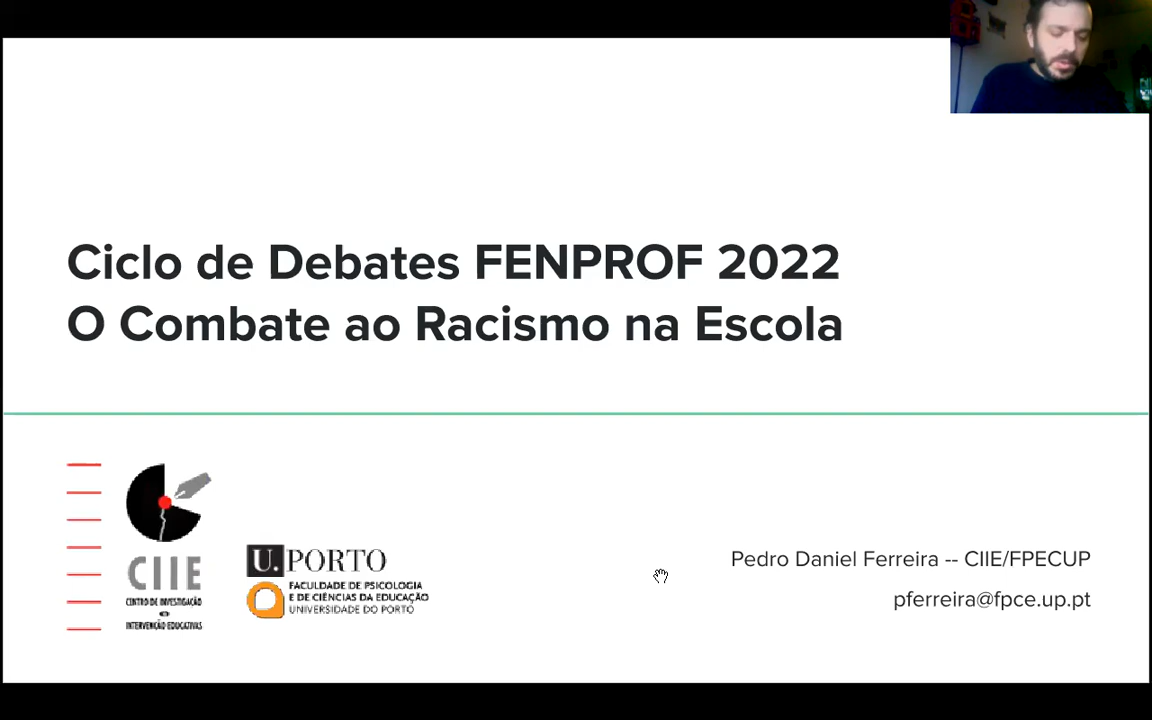 Ciclo de Debates FENPROF 2022
O Combate ao Racismo na Escola
CIIE
CENTRO DE INVESTIGAÇÃO
E
INTERVENÇÃO EDUCATIVAS
U.PORTO
FACULDADE DE PSICOLOGIA
E DE CIÊNCIAS DA EDUCAÇÃO
UNIVERSIDADE DO PORTO
Pedro Daniel Ferreira -- CIIE/FPECUP
pferreira@fpce.up.pt